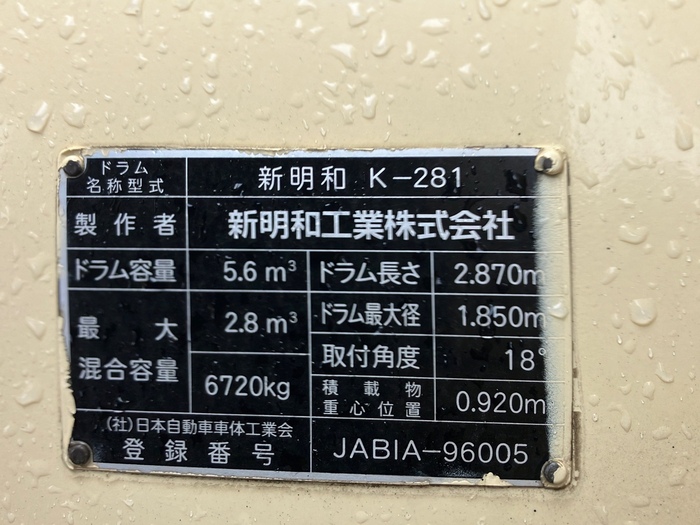 ドラム
名称型式
新明和 K-281
製作者
新明和工業株式会社
ドラム容量
5.6 m³
ドラム長さ
2.870m
最大
混合容量
2.8 m³
6720kg
ドラム最大径
1.850m
取付角度
18°
積載物
重心位置
0.920m
(社)日本自動車車体工業会
登録番号
JABIA-96005